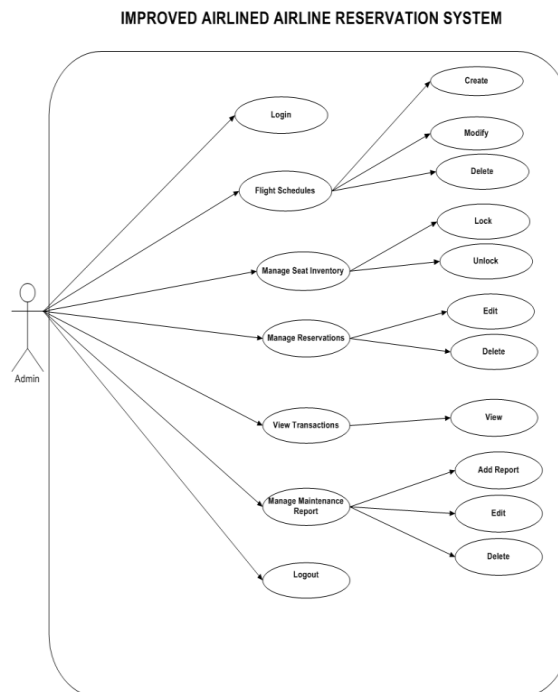 IMPROVED AIRLINED AIRLINE RESERVATION SYSTEM
Create
Login
Modify
Delete
Flight Schedules
Lock
Unlock
Manage Seat Inventory
Edit
Manage Reservations
Delete
Admin
View
View Transactions
Add Report
Manage Maintenance
Report
Edit
Delete
Logout